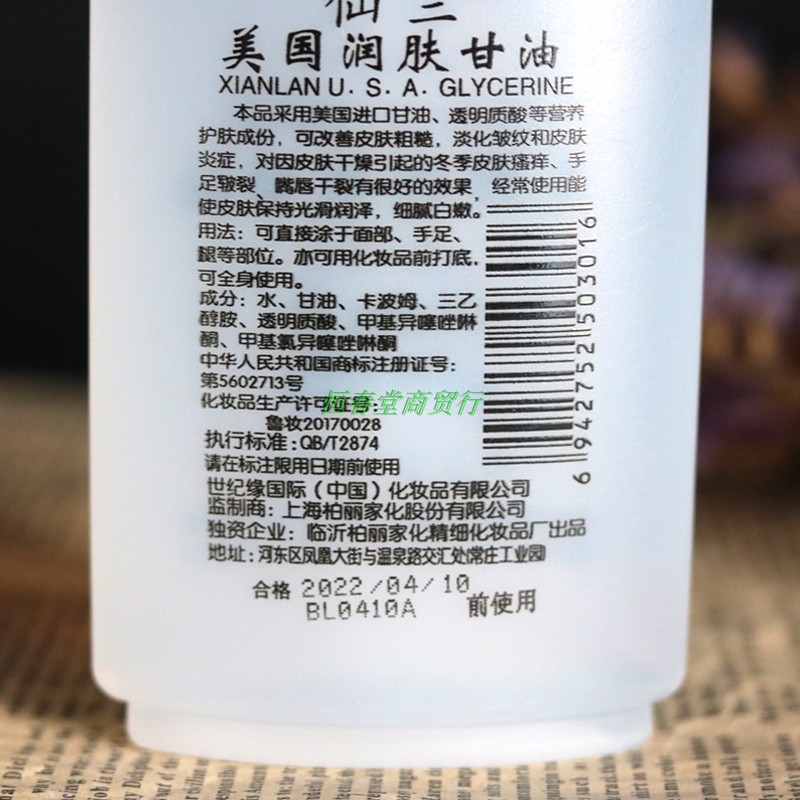 仙兰
美国润肤甘油
XIANLAN U.S.A. GLYCERINE
本品采用美国进口甘油、透明质酸等营养
护肤成份，可改善皮肤粗糙，淡化皱纹和皮肤
炎症，对因皮肤干燥引起的冬季皮肤瘙痒、手
足皲裂、嘴唇干裂有很好的效果，经常使用能
使皮肤保持光滑润泽，细腻白嫩。
用法：可直接涂于面部、手足、
腿等部位。亦可用化妆品前打底，
可全身使用。
成分：水、甘油、卡波姆、三乙
醇胺、透明质酸、甲基异噻唑啉
酮、甲基氯异噻唑啉酮
中华人民共和国商标注册证号：
第5602713号
化妆品生产许可证号：
恒春堂商贸行
鲁妆20170028
执行标准：QB/T2874
请在标注限用日期前使用
世纪缘国际（中国）化妆品有限公司
监制商：上海柏丽家化股份有限公司
独资企业：临沂柏丽家化精细化妆品厂出品
地址：河东区凤凰大街与温泉路交汇处常庄工业园
6942752503016
合格 2022/04/10
BL0410A 前使用